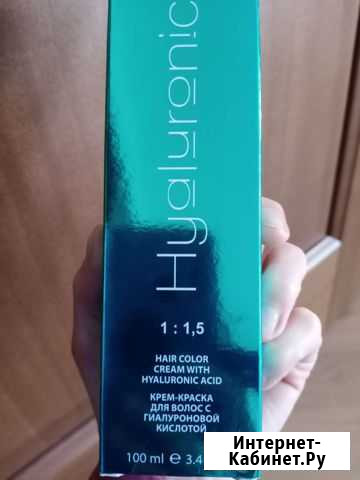 Hyaluronic
1 : 1,5
HAIR COLOR
CREAM WITH
HYALURONIC ACID
КРЕМ-КРАСКА
ДЛЯ ВОЛОС С
ГИАЛУРОНОВОЙ
КИСЛОТОЙ
100 ml ℮ 3.4
Интернет-
Кабинет.Ру